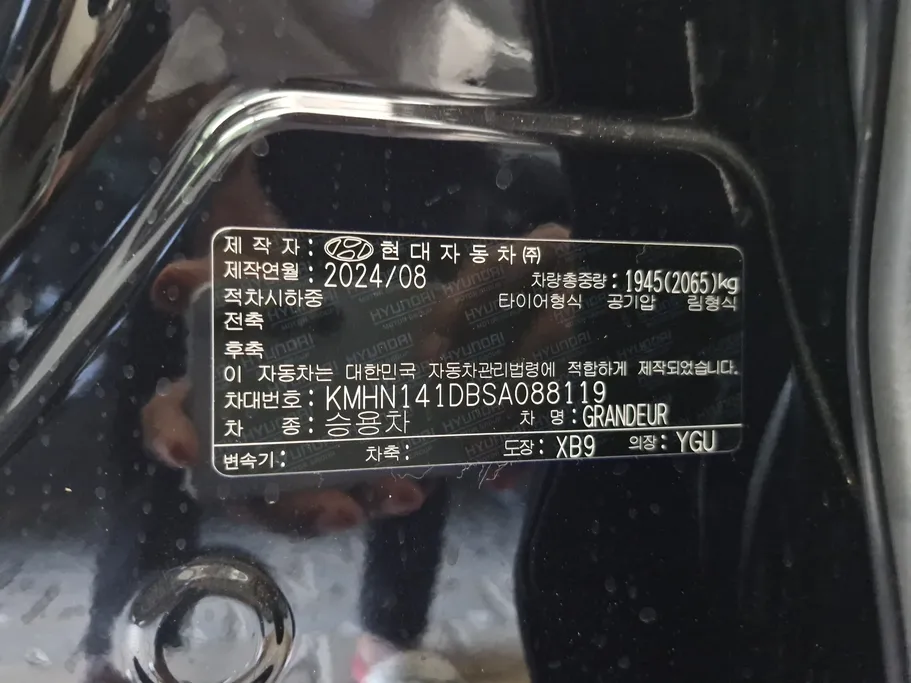 제작자: 현대자동차(주)
제작연월: 2024/08 차량총중량: 1945(2065)kg
적차시하중 타이어형식 공기압 림형식
전축
후축
이 자동차는 대한민국 자동차관리법령에 적합하게 제작되었습니다.
차대번호: KMHN141DBSA088119
차 종: 승용차 차 명: GRANDEUR
변속기: 차축: 도장: XB9 의장: YGU